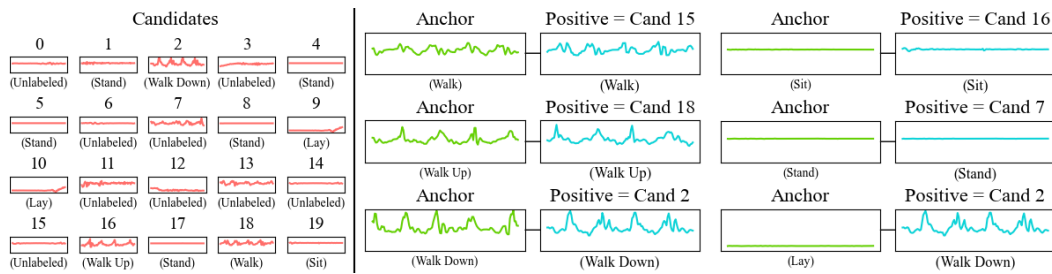 Candidates
0 1 2 3 4
(Unlabeled) (Stand) (Walk Down) (Unlabeled) (Stand)
5 6 7 8 9
(Stand) (Unlabeled) (Unlabeled) (Stand) (Lay)
10 11 12 13 14
(Lay) (Unlabeled) (Unlabeled) (Unlabeled) (Unlabeled)
15 16 17 18 19
(Unlabeled) (Walk Up) (Stand) (Walk) (Sit)
Anchor Positive = Cand 15 Anchor Positive = Cand 16
(Walk) (Walk) (Sit) (Sit)
Anchor Positive = Cand 18 Anchor Positive = Cand 7
(Walk Up) (Walk Up) (Stand) (Stand)
Anchor Positive = Cand 2 Anchor Positive = Cand 2
(Walk Down) (Walk Down) (Lay) (Walk Down)